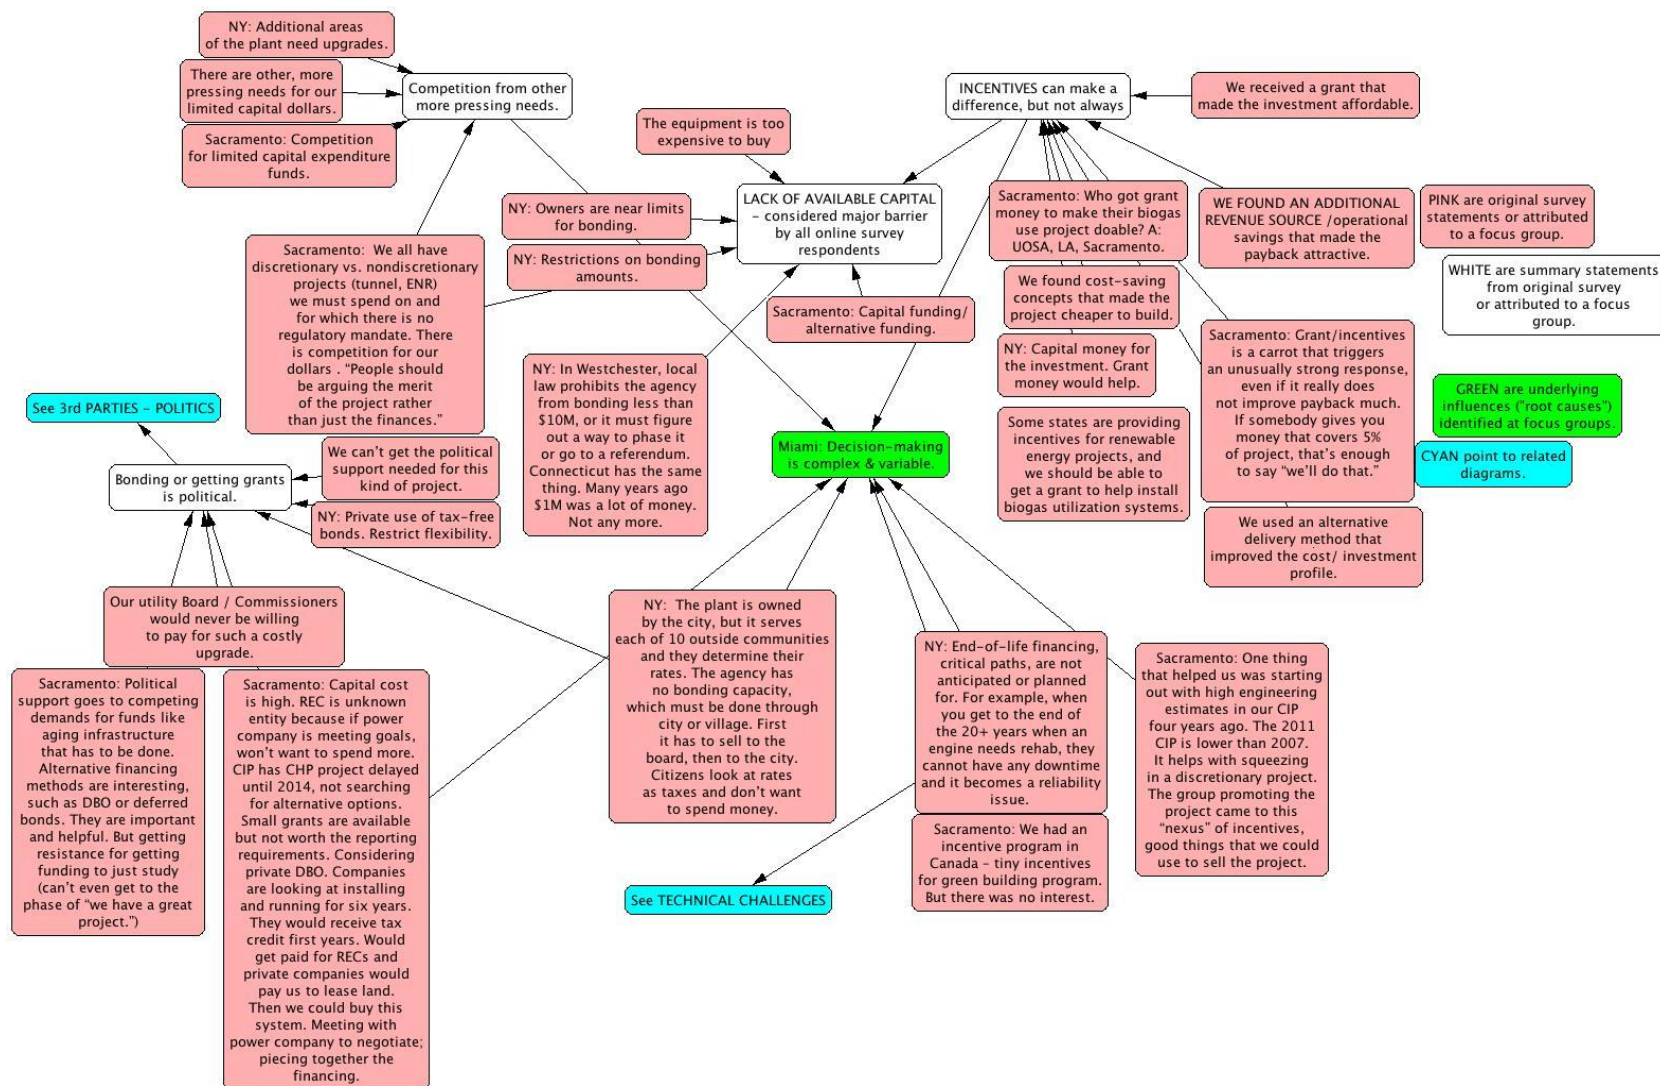 NY: Additional areas
of the plant need upgrades.
There are other, more
pressing needs for our
limited capital dollars.
Sacramento: Competition
for limited capital expenditure
funds.
Competition from other
more pressing needs.
The equipment is too
expensive to buy
INCENTIVES can make a
difference, but not always
We received a grant that
made the investment affordable.
NY: Owners are near limits
for bonding.
NY: Restrictions on bonding
amounts.
LACK OF AVAILABLE CAPITAL
– considered major barrier
by all online survey
respondents
Sacramento: Capital funding/
alternative funding.
Sacramento: Who got grant
money to make their biogas
use project doable? A:
UOSA, LA, Sacramento.
We found cost-saving
concepts that made the
project cheaper to build.
NY: Capital money for
the investment. Grant
money would help.
Some states are providing
incentives for renewable
energy projects, and
we should be able to
get a grant to help install
biogas utilization systems.
WE FOUND AN ADDITIONAL
REVENUE SOURCE /operational
savings that made the
payback attractive.
Sacramento: Grant/incentives
is a carrot that triggers
an unusually strong response,
even if it really does
not improve payback much.
If somebody gives you
money that covers 5%
of project, that's enough
to say “we'll do that.”
We used an alternative
delivery method that
improved the cost/ investment
profile.
PINK are original survey
statements or attributed
to a focus group.
WHITE are summary statements
from original survey
or attributed to a focus
group.
GREEN are underlying
influences ("root causes")
identified at focus groups.
CYAN point to related
diagrams.
Sacramento: We all have
discretionary vs. nondiscretionary
projects (tunnel, ENR)
we must spend on and
for which there is no
regulatory mandate. There
is competition for our
dollars . “People should
be arguing the merit
of the project rather
than just the finances.”
NY: In Westchester, local
law prohibits the agency
from bonding less than
$10M, or it must figure
out a way to phase it
or go to a referendum.
Connecticut has the same
thing. Many years ago
$1M was a lot of money.
Not any more.
Miami: Decision-making
is complex & variable.
See 3rd PARTIES – POLITICS
Bonding or getting grants
is political.
We can't get the political
support needed for this
kind of project.
NY: Private use of tax-free
bonds. Restrict flexibility.
Our utility Board / Commissioners
would never be willing
to pay for such a costly
upgrade.
Sacramento: Political
support goes to competing
demands for funds like
aging infrastructure
that has to be done.
Alternative financing
methods are interesting,
such as DBO or deferred
bonds. They are important
and helpful. But getting
resistance for getting
funding to just study
(can't even get to the
phase of “we have a great
project.”)
Sacramento: Capital cost
is high. REC is unknown
entity because if power
company is meeting goals,
won't want to spend more.
CIP has CHP project delayed
until 2014, not searching
for alternative options.
Small grants are available
but not worth the reporting
requirements. Considering
private DBO. Companies
are looking at installing
and running for six years.
They would receive tax
credit first years. Would
get paid for RECs and
private companies would
pay us to lease land.
Then we could buy this
system. Meeting with
power company to negotiate;
piecing together the
financing.
NY: The plant is owned
by the city, but it serves
each of 10 outside communities
and they determine their
rates. The agency has
no bonding capacity,
which must be done through
city or village. First
it has to sell to the
board, then to the city.
Citizens look at rates
as taxes and don't want
to spend money.
NY: End-of-life financing,
critical paths, are not
anticipated or planned
for. For example, when
you get to the end of
the 20+ years when an
engine needs rehab, they
cannot have any downtime
and it becomes a reliability
issue.
Sacramento: We had an
incentive program in
Canada – tiny incentives
for green building program.
But there was no interest.
Sacramento: One thing
that helped us was starting
out with high engineering
estimates in our CIP
four years ago. The 2011
CIP is lower than 2007.
It helps with squeezing
in a discretionary project.
The group promoting the
project came to this
“nexus” of incentives,
good things that we could
use to sell the project.
See TECHNICAL CHALLENGES